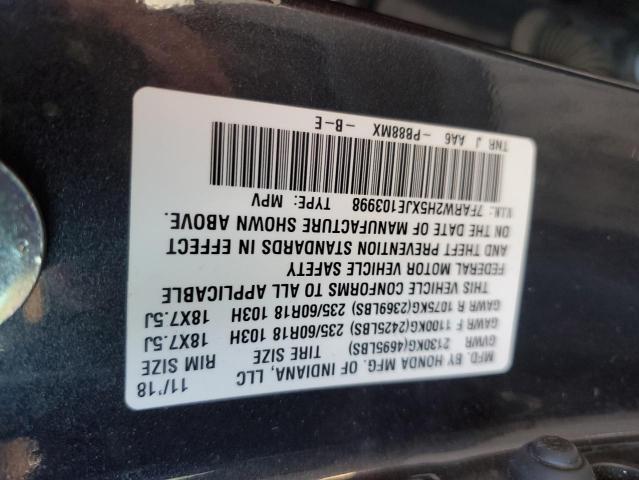 MFD. BY HONDA MFG. OF INDIANA, LLC 11/'18
GVWR 2130KG(4695LBS) TIRE SIZE RIM SIZE
GAWR F 1100KG(2425LBS) 235/60R18 103H 18X7.5J
GAWR R 1075KG(2369LBS) 235/60R18 103H 18X7.5J
THIS VEHICLE CONFORMS TO ALL APPLICABLE
FEDERAL MOTOR VEHICLE SAFETY
AND THEFT PREVENTION STANDARDS IN EFFECT
ON THE DATE OF MANUFACTURE SHOWN ABOVE.
V.I.N.: 7FARW2H5XJE103998 TYPE: MPV
TNR J AA6 -PB88MX -B-E